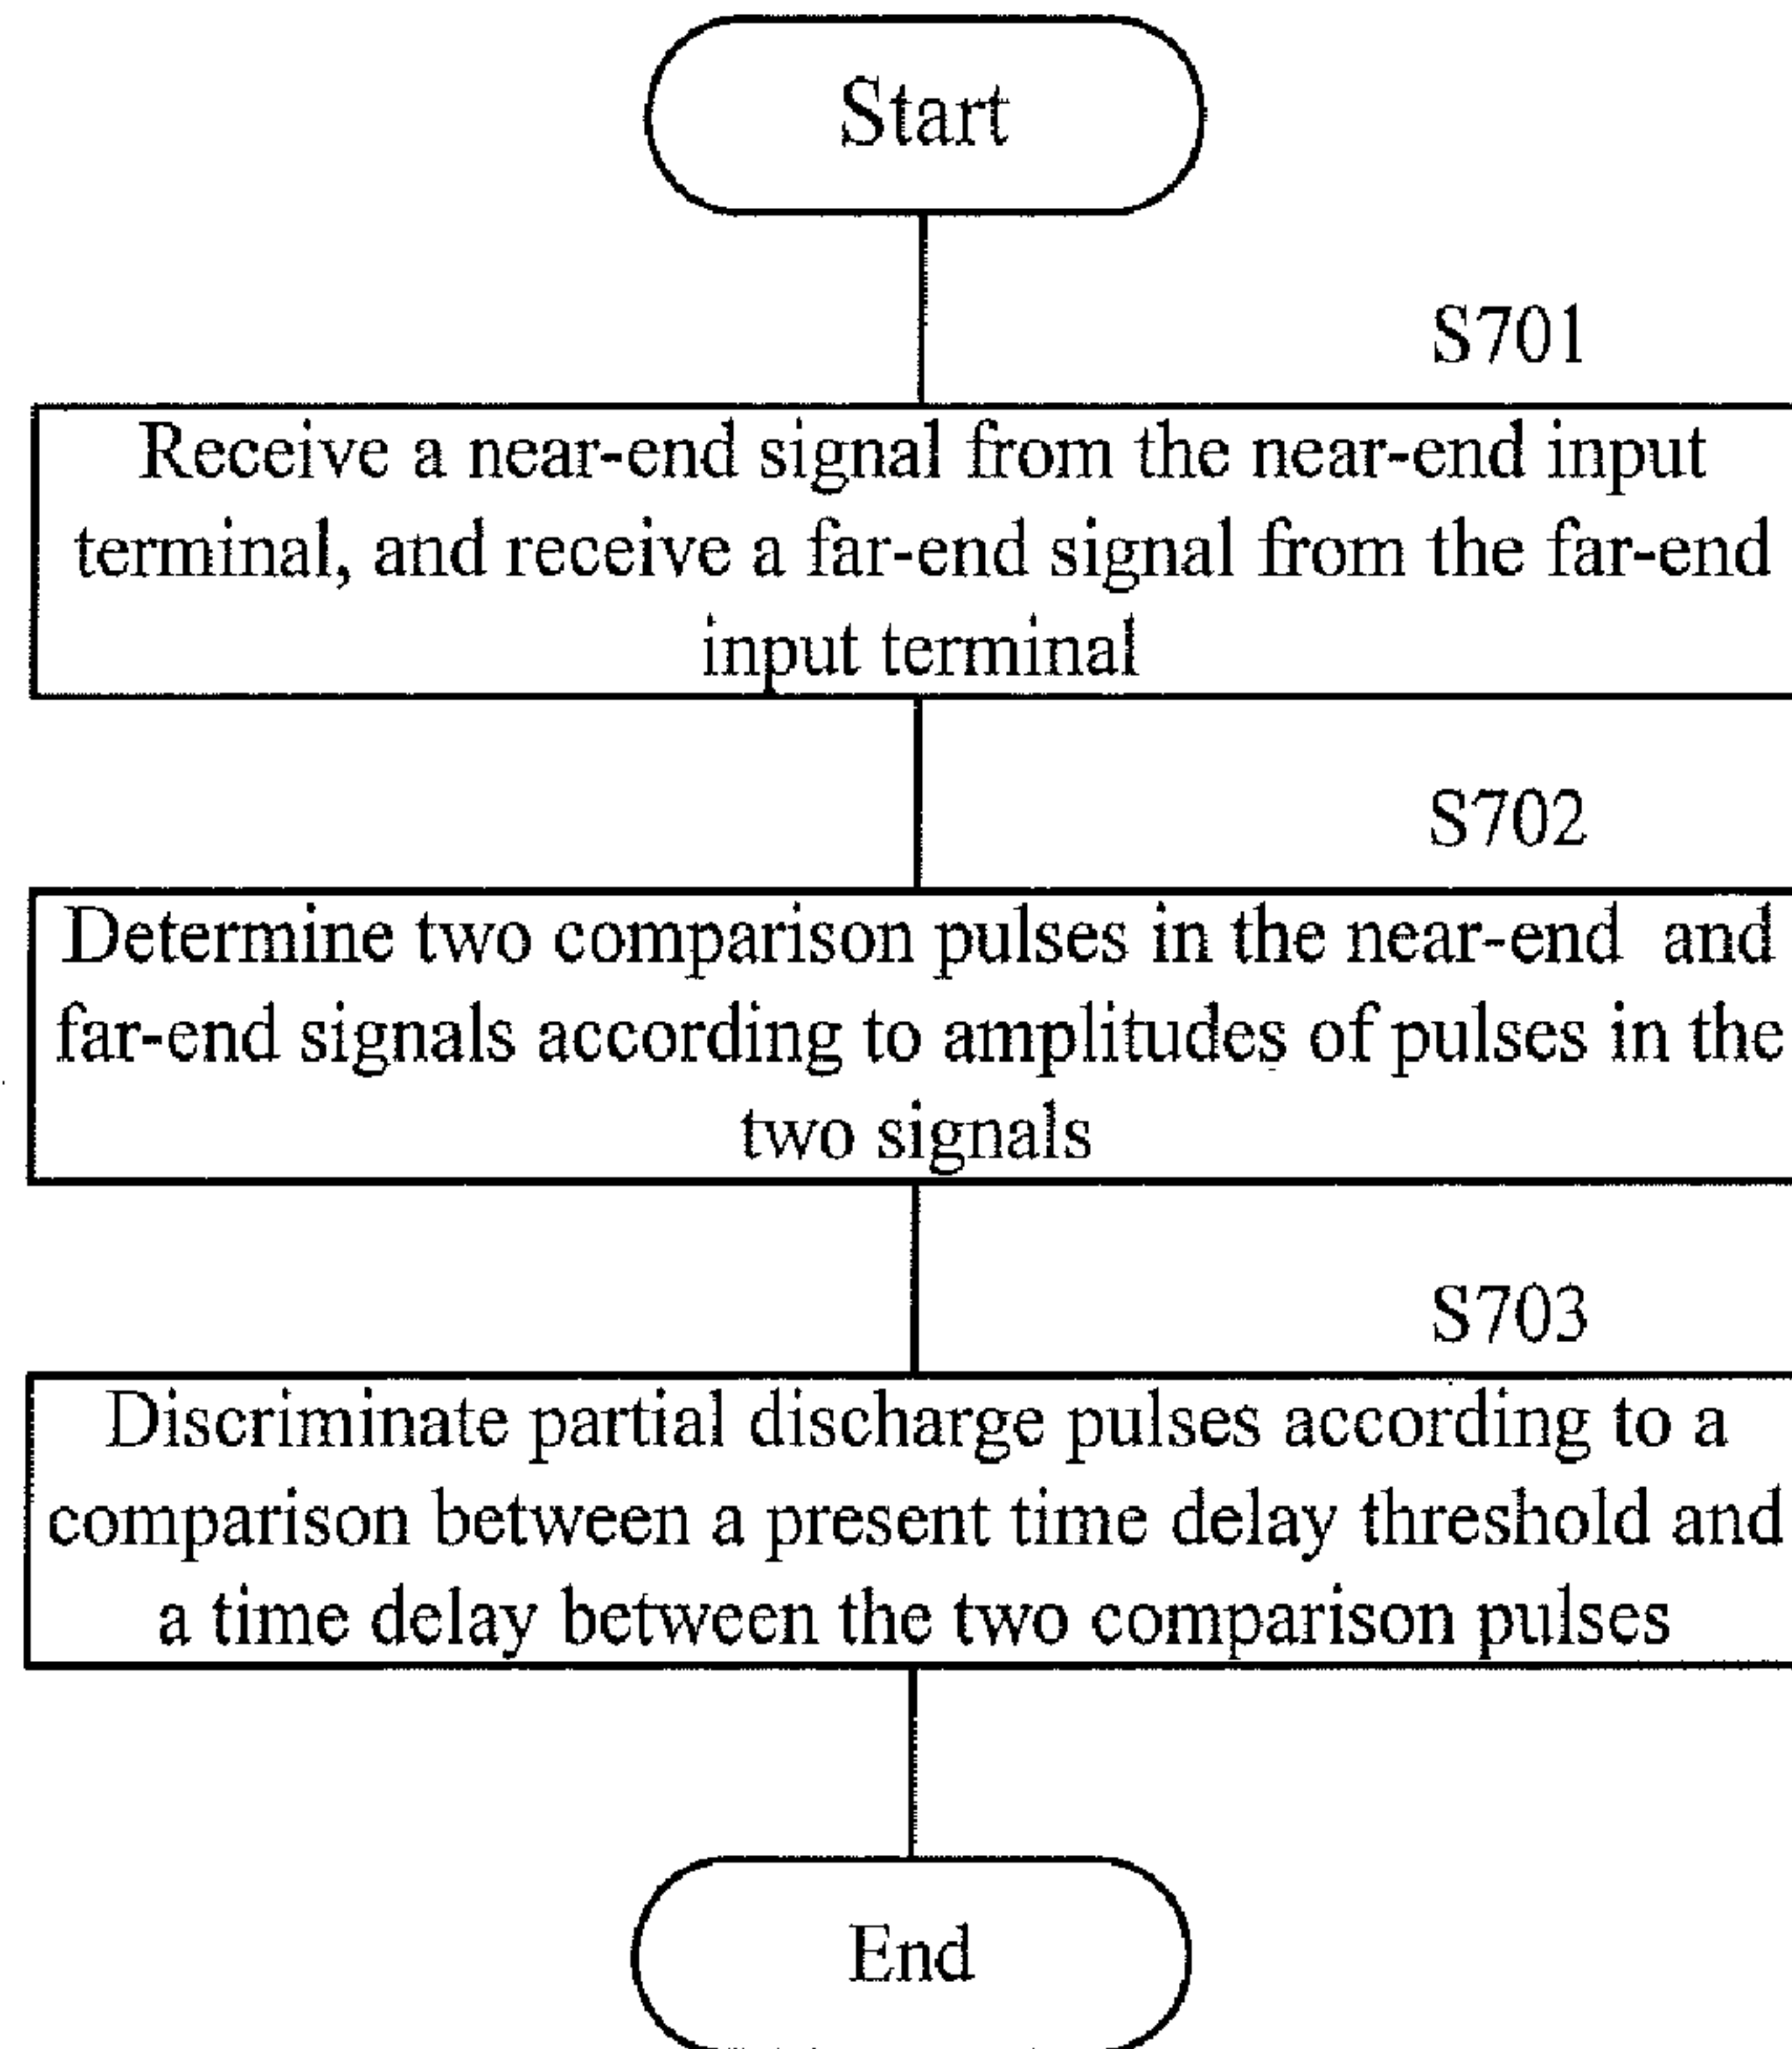 Start
S701
Receive a near-end signal from the near-end input
terminal, and receive a far-end signal from the far-end
input terminal
S702
Determine two comparison pulses in the near-end and
far-end signals according to amplitudes of pulses in the
two signals
S703
Discriminate partial discharge pulses according to a
comparison between a present time delay threshold and
a time delay between the two comparison pulses
End